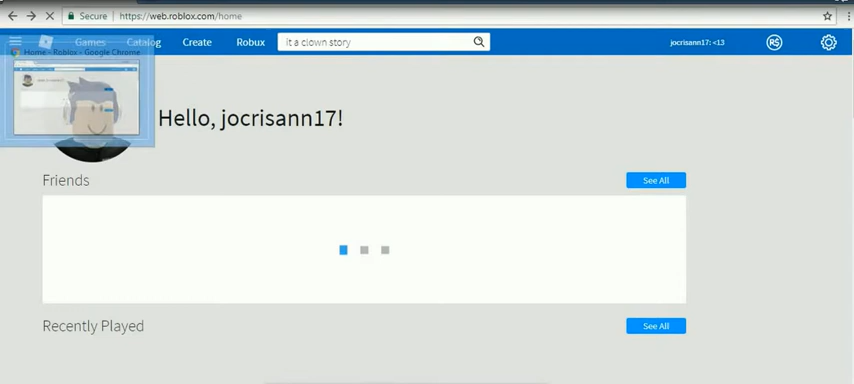 Secure
https://web.roblox.com/home
Games
Catalog
Create
Robux
it a clown story
jocrisann17: <13
R$
Home - Roblox - Google Chrome
Hello, jocrisann17!
Friends
See All
Recently Played
See All